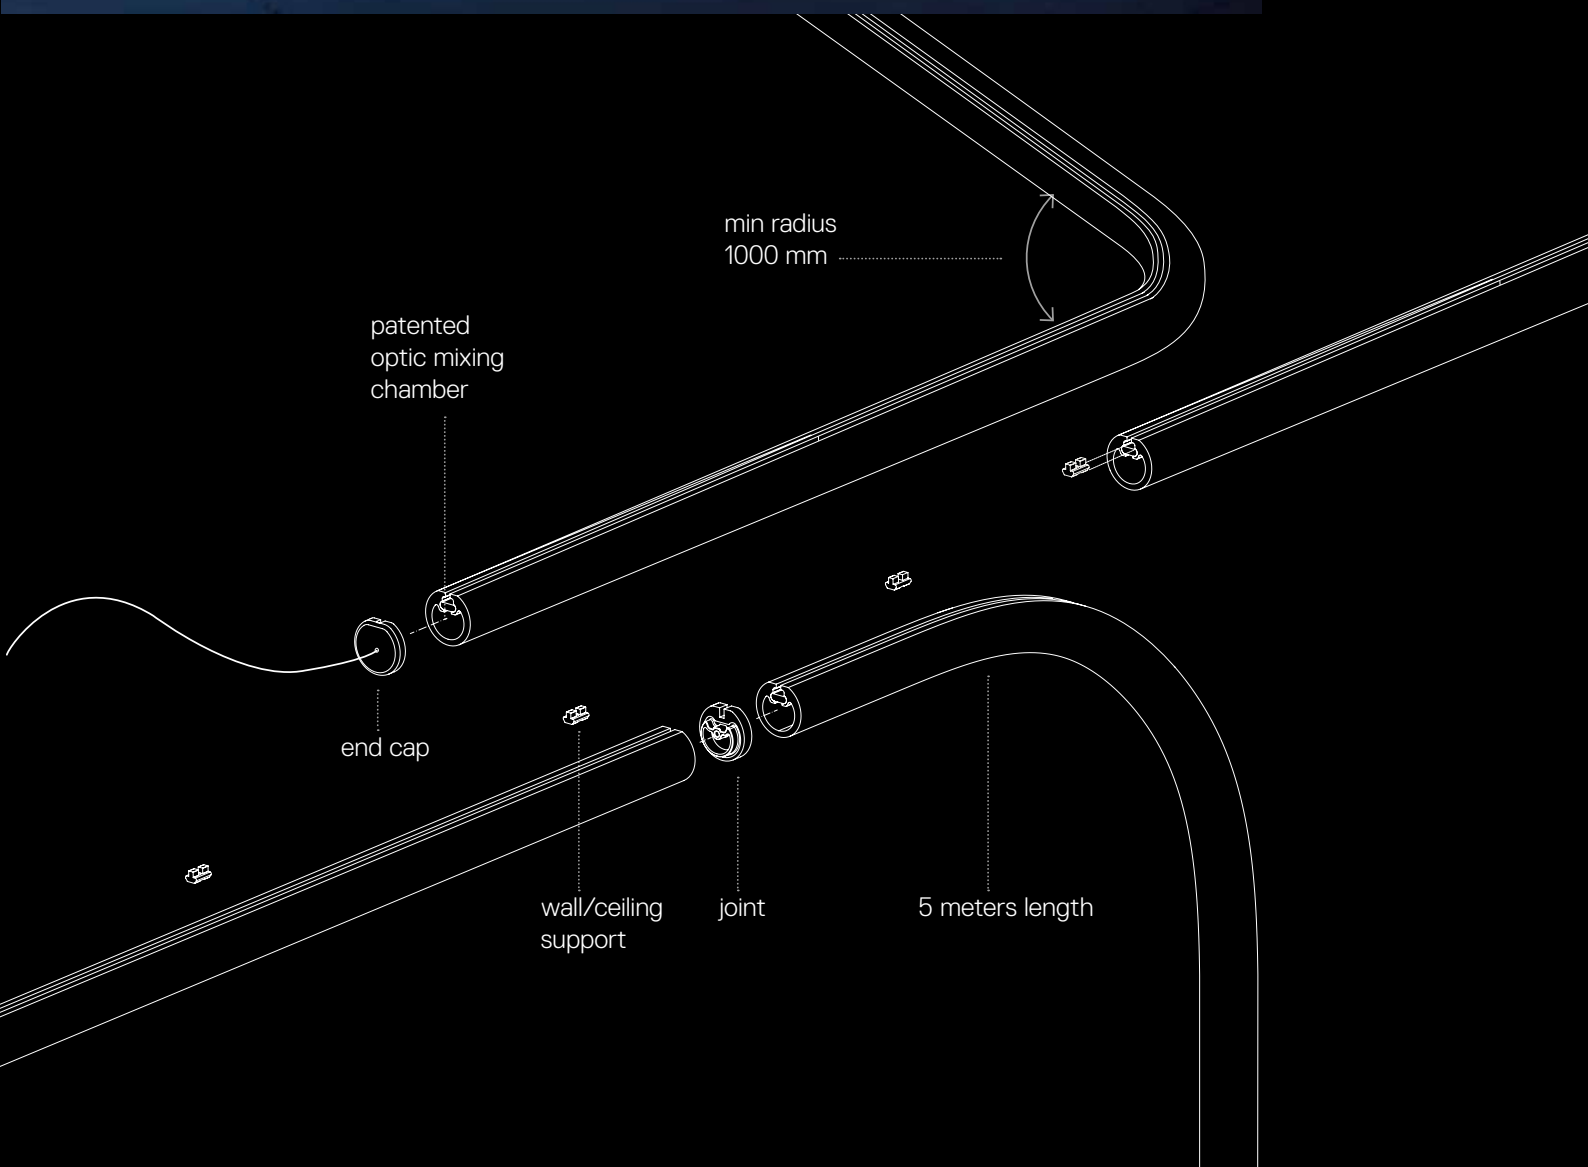 min radius
1000 mm
patented
optic mixing
chamber
end cap
wall/ceiling
support
joint
5 meters length